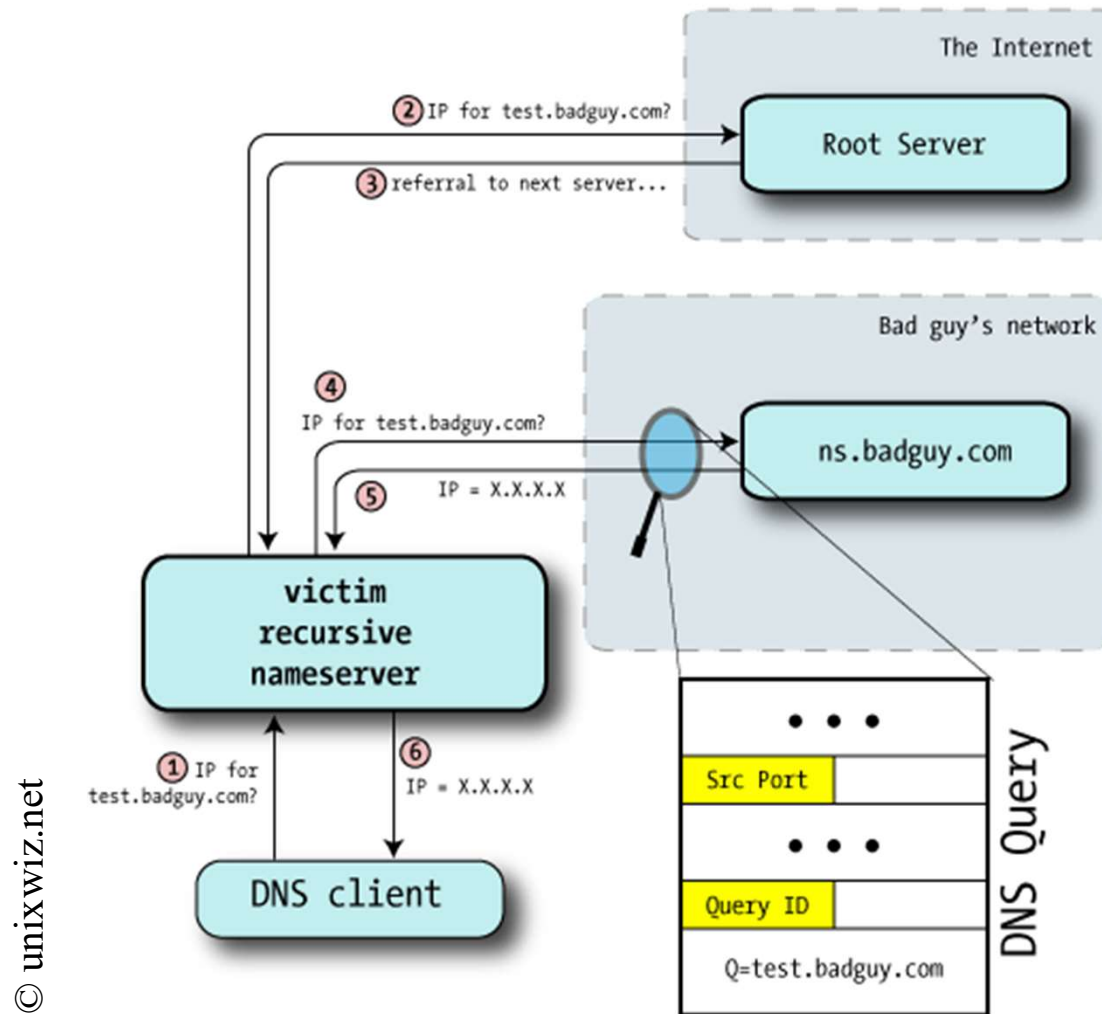 The Internet
② IP for test.badguy.com?
Root Server
③ referral to next server...
Bad guy's network
④
IP for test.badguy.com?
ns.badguy.com
⑤ IP = X.X.X.X
victim
recursive
nameserver
① IP for
test.badguy.com?
⑥
IP = X.X.X.X
DNS client
• • •
Src Port
• • •
Query ID
Q=test.badguy.com
DNS Query
© unixwiz.net